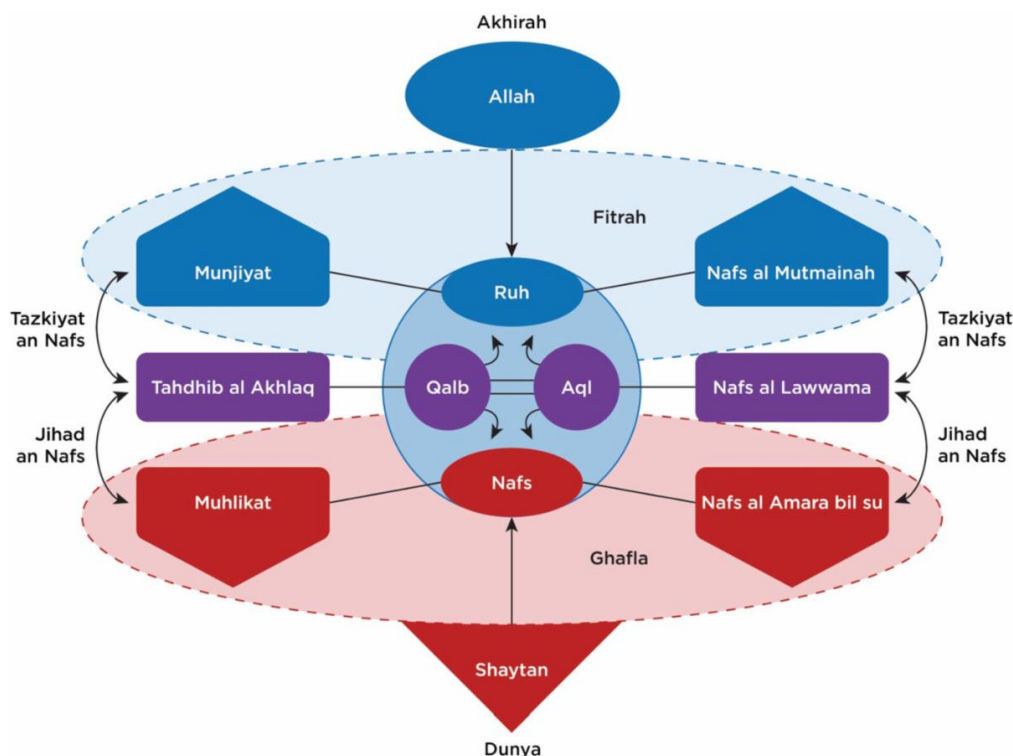 Akhirah
Allah
Fitrah
Munjiyat
Nafs al Mutmainah
Ruh
Tazkiyat
an Nafs
Tazkiyat
an Nafs
Tahdhib al Akhlaq
Qalb
Aql
Nafs al Lawwama
Jihad
an Nafs
Jihad
an Nafs
Nafs
Muhlikat
Nafs al Amara bil su
Ghafla
Shaytan
Dunya